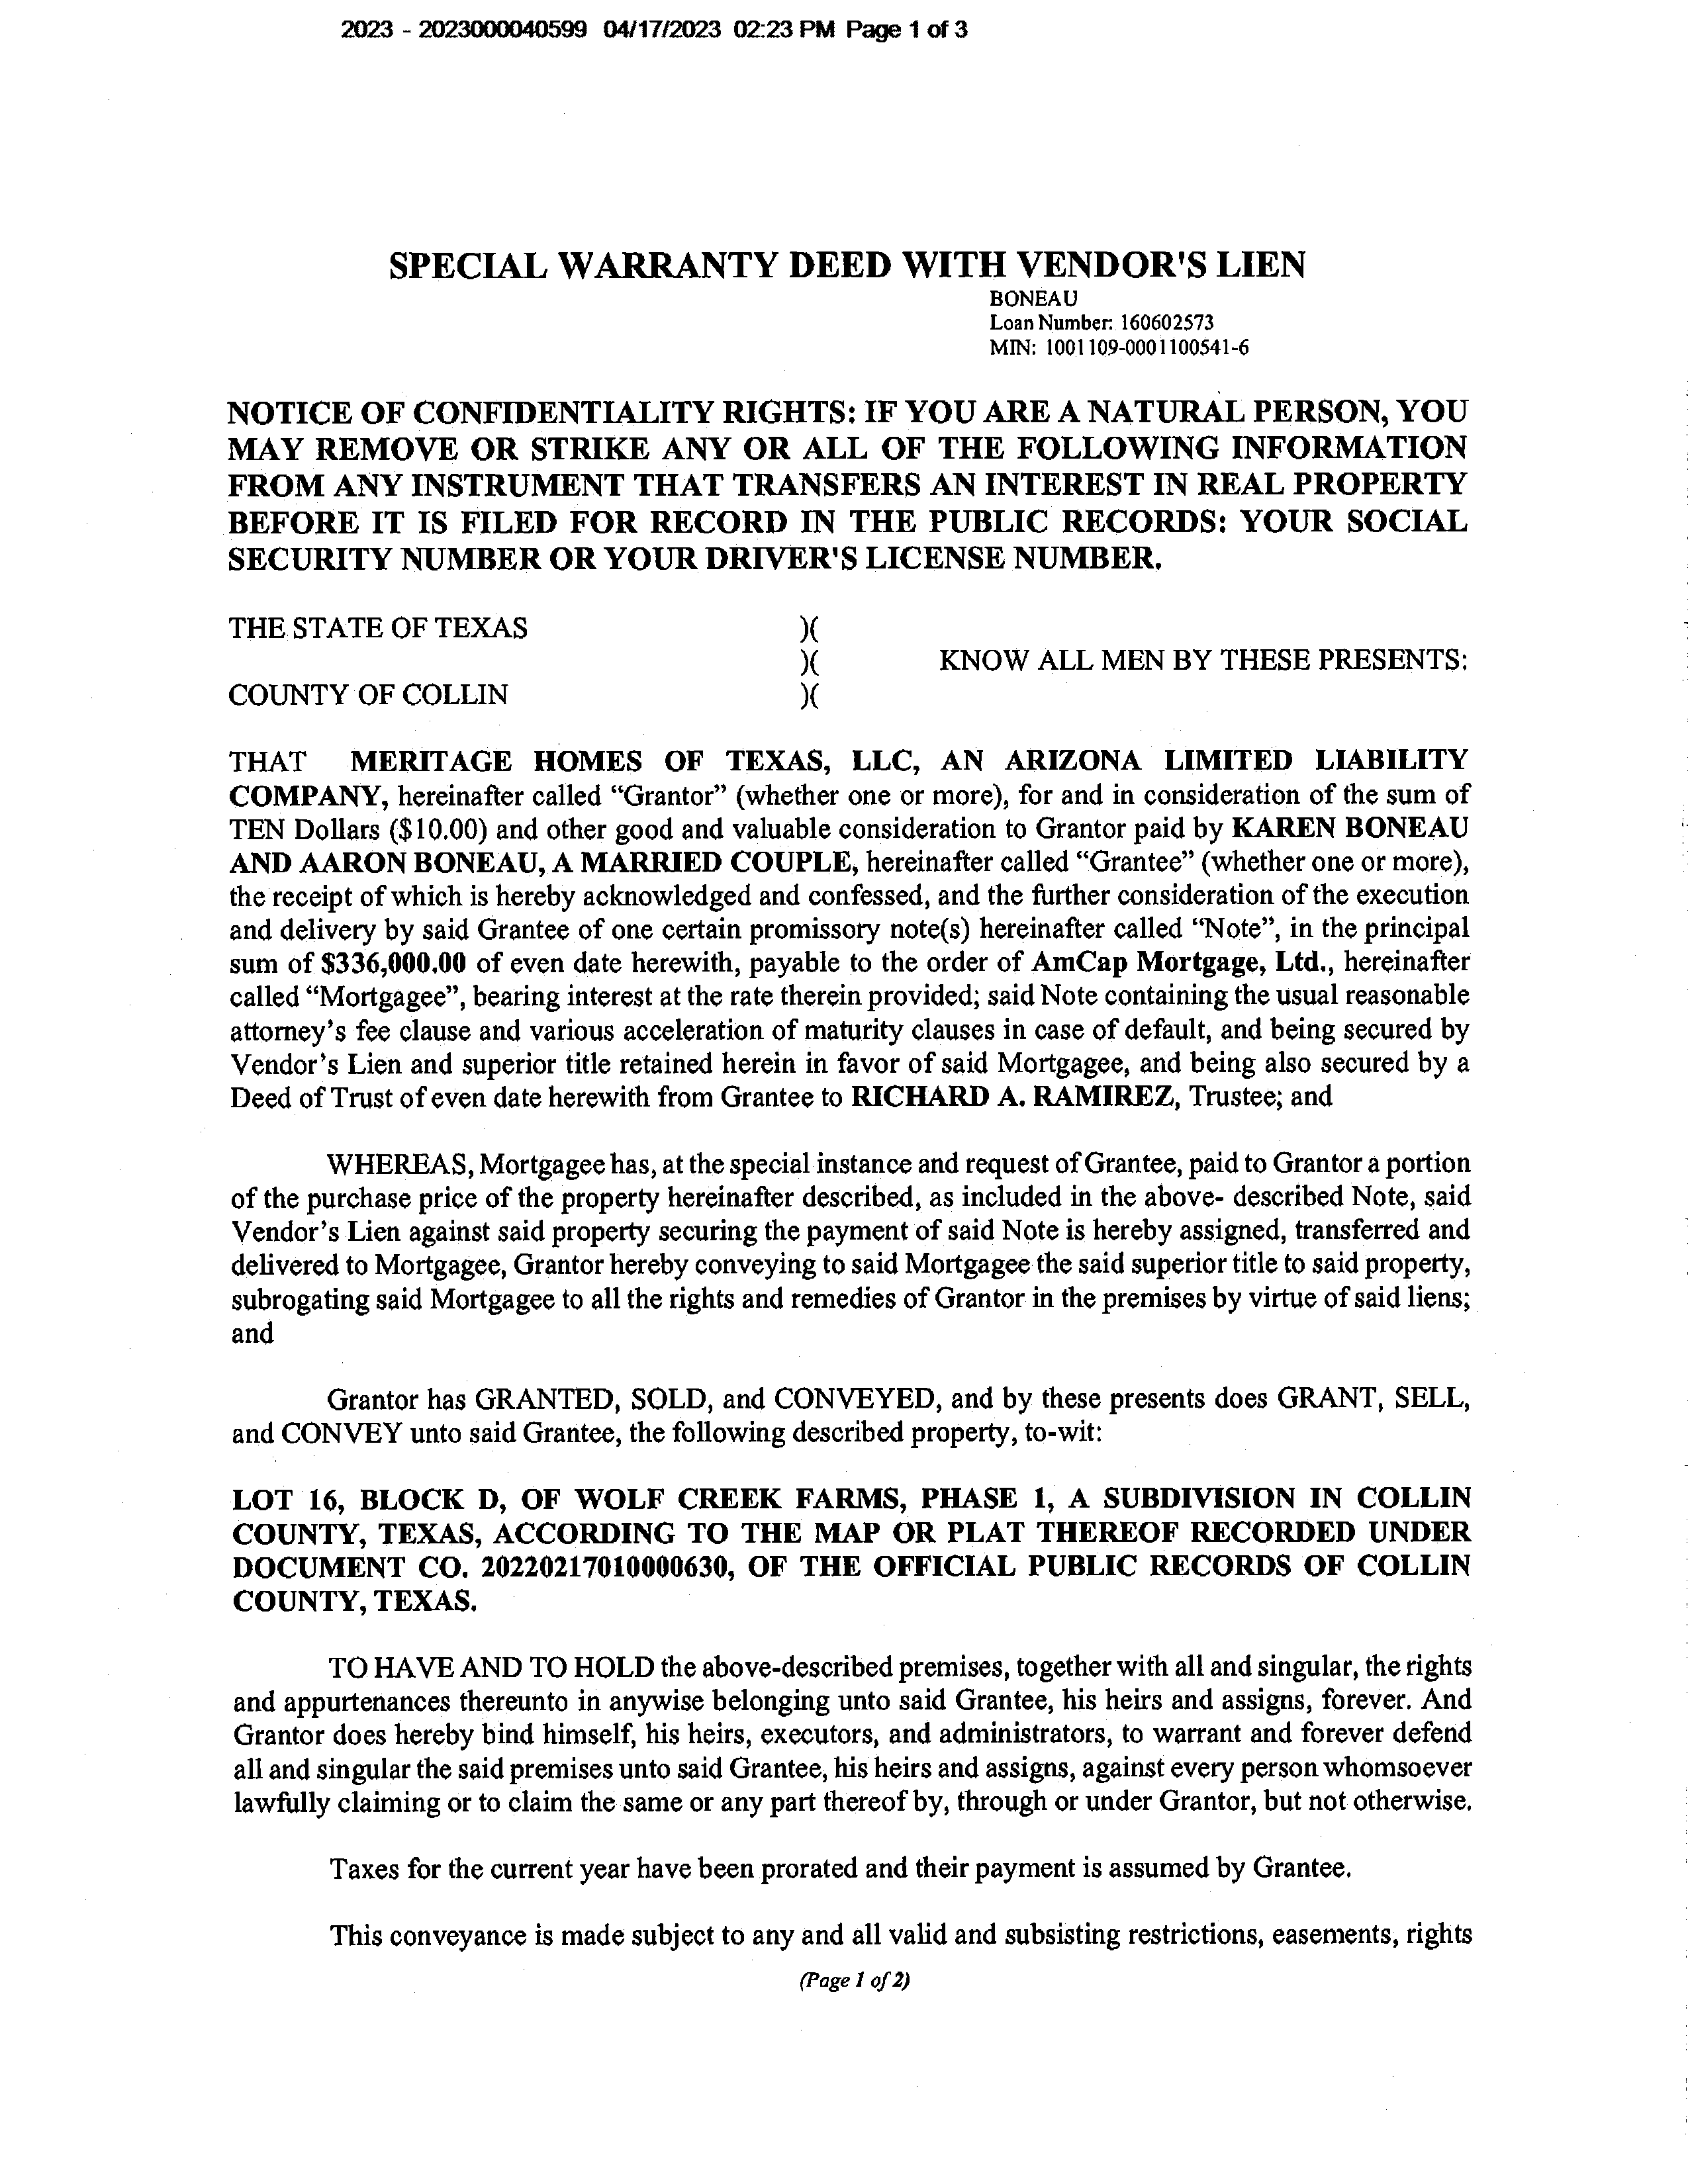 2023 - 2023000040599 04/17/2023 02:23 PM Page 1 of 3
SPECIAL WARRANTY DEED WITH VENDOR'S LIEN
BONEAU
Loan Number: 160602573
MIN: 1001109-0001100541-6
NOTICE OF CONFIDENTIALITY RIGHTS: IF YOU ARE A NATURAL PERSON, YOU
MAY REMOVE OR STRIKE ANY OR ALL OF THE FOLLOWING INFORMATION
FROM ANY INSTRUMENT THAT TRANSFERS AN INTEREST IN REAL PROPERTY
BEFORE IT IS FILED FOR RECORD IN THE PUBLIC RECORDS: YOUR SOCIAL
SECURITY NUMBER OR YOUR DRIVER'S LICENSE NUMBER.
THE STATE OF TEXAS )(
)( KNOW ALL MEN BY THESE PRESENTS:
COUNTY OF COLLIN )(
THAT MERITAGE HOMES OF TEXAS, LLC, AN ARIZONA LIMITED LIABILITY
COMPANY, hereinafter called “Grantor” (whether one or more), for and in consideration of the sum of
TEN Dollars ($10.00) and other good and valuable consideration to Grantor paid by KAREN BONEAU
AND AARON BONEAU, A MARRIED COUPLE, hereinafter called “Grantee” (whether one or more),
the receipt of which is hereby acknowledged and confessed, and the further consideration of the execution
and delivery by said Grantee of one certain promissory note(s) hereinafter called “Note”, in the principal
sum of $336,000.00 of even date herewith, payable to the order of AmCap Mortgage, Ltd., hereinafter
called “Mortgagee”, bearing interest at the rate therein provided; said Note containing the usual reasonable
attorney’s fee clause and various acceleration of maturity clauses in case of default, and being secured by
Vendor’s Lien and superior title retained herein in favor of said Mortgagee, and being also secured by a
Deed of Trust of even date herewith from Grantee to RICHARD A. RAMIREZ, Trustee; and
WHEREAS, Mortgagee has, at the special instance and request of Grantee, paid to Grantor a portion
of the purchase price of the property hereinafter described, as included in the above- described Note, said
Vendor’s Lien against said property securing the payment of said Note is hereby assigned, transferred and
delivered to Mortgagee, Grantor hereby conveying to said Mortgagee the said superior title to said property,
subrogating said Mortgagee to all the rights and remedies of Grantor in the premises by virtue of said liens;
and
Grantor has GRANTED, SOLD, and CONVEYED, and by these presents does GRANT, SELL,
and CONVEY unto said Grantee, the following described property, to-wit:
LOT 16, BLOCK D, OF WOLF CREEK FARMS, PHASE 1, A SUBDIVISION IN COLLIN
COUNTY, TEXAS, ACCORDING TO THE MAP OR PLAT THEREOF RECORDED UNDER
DOCUMENT CO. 20220217010000630, OF THE OFFICIAL PUBLIC RECORDS OF COLLIN
COUNTY, TEXAS.
TO HAVE AND TO HOLD the above-described premises, together with all and singular, the rights
and appurtenances thereunto in anywise belonging unto said Grantee, his heirs and assigns, forever. And
Grantor does hereby bind himself, his heirs, executors, and administrators, to warrant and forever defend
all and singular the said premises unto said Grantee, his heirs and assigns, against every person whomsoever
lawfully claiming or to claim the same or any part thereof by, through or under Grantor, but not otherwise.
Taxes for the current year have been prorated and their payment is assumed by Grantee.
This conveyance is made subject to any and all valid and subsisting restrictions, easements, rights
(Page 1 of 2)